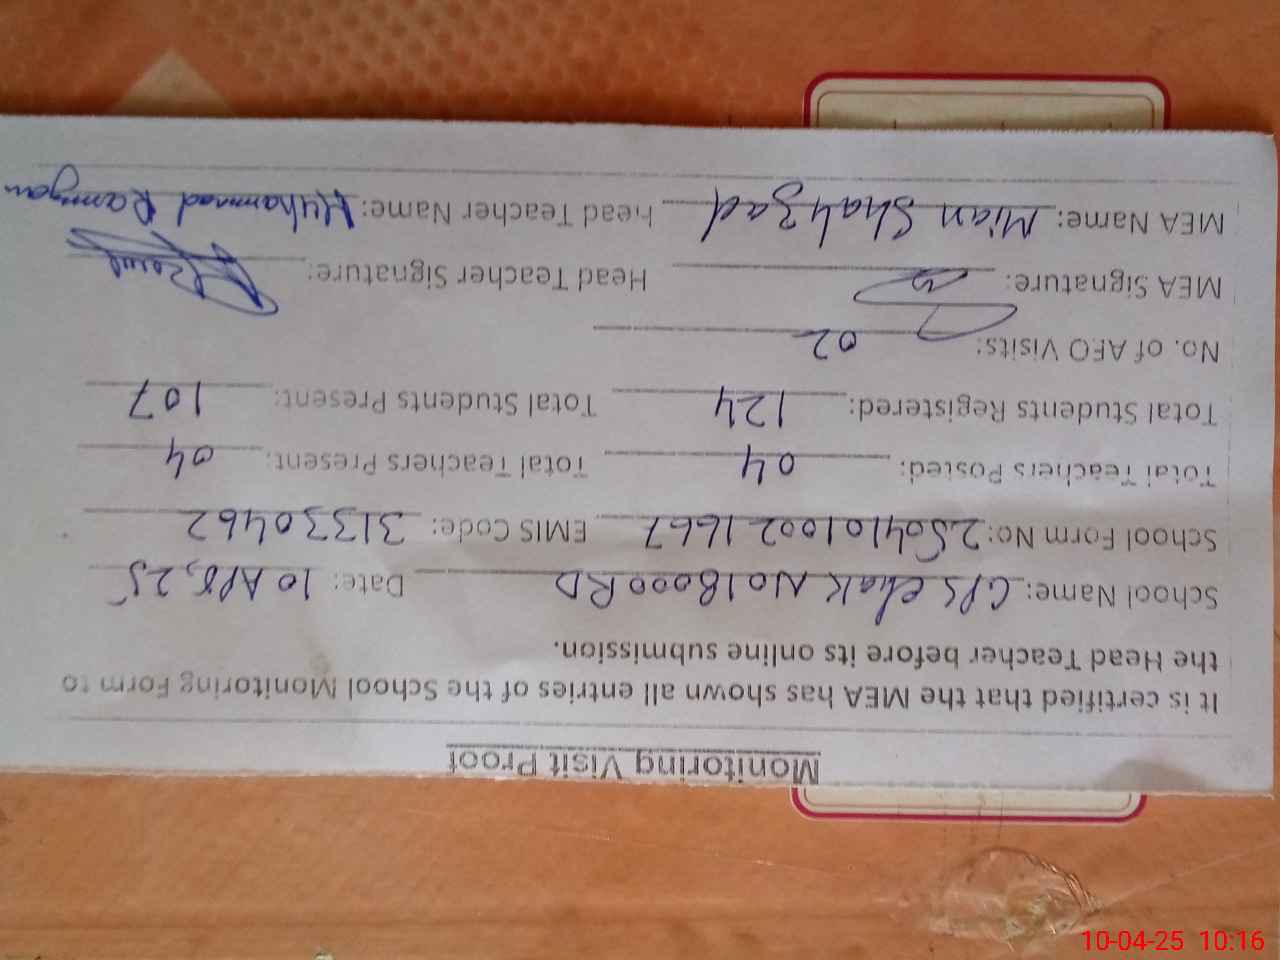 Monitoring Visit Proof
It is certified that the MEA has shown all entries of the School Monitoring Form to
the Head Teacher before its online submission.
School Name: GPS Chak No 18000 RD Date: 10 Apr, 25
School Form No: 2504101002 1667 EMIS Code: 31330462
Total Teachers Posted: 04 Total Teachers Present: 04
Total Students Registered: 124 Total Students Present: 107
No. of AEO Visits: 02
MEA Signature: Head Teacher Signature:
MEA Name: Mian Shahzad Head Teacher Name: Muhammad Ramzan
10-04-25 10:16